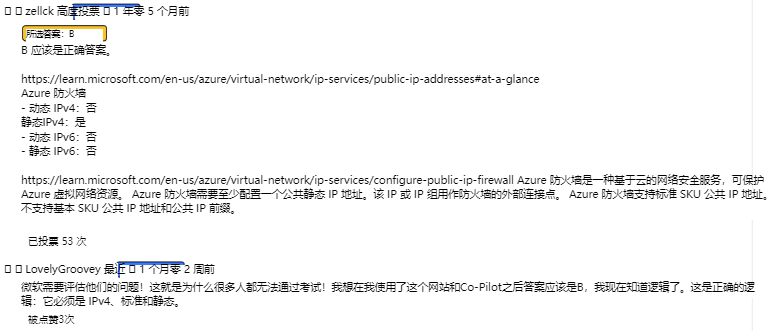 zellck 高度投票 1 年零 5 个月前
所选答案：B
B 应该是正确答案。
https://learn.microsoft.com/en-us/azure/virtual-network/ip-services/public-ip-addresses#at-a-glance
Azure 防火墙
- 动态 IPv4：否
静态IPv4：是
- 动态 IPv6：否
- 静态 IPv6：否
https://learn.microsoft.com/en-us/azure/virtual-network/ip-services/configure-public-ip-firewall Azure 防火墙是一种基于云的网络安全服务，可保护
Azure 虚拟网络资源。 Azure 防火墙需要至少配置一个公共静态 IP 地址。该 IP 或 IP 组用作防火墙的外部连接点。 Azure 防火墙支持标准 SKU 公共 IP 地址。
不支持基本 SKU 公共 IP 地址和公共 IP 前缀。
已投票 53 次
LovelyGroovey 最近 1 个月零 2 周前
微软需要评估他们的问题！这就是为什么很多人都无法通过考试！我想在我使用了这个网站和Co-Pilot之后答案应该是B，我现在知道逻辑了。这是正确的逻
辑：它必须是 IPv4、标准和静态。
被点赞3次